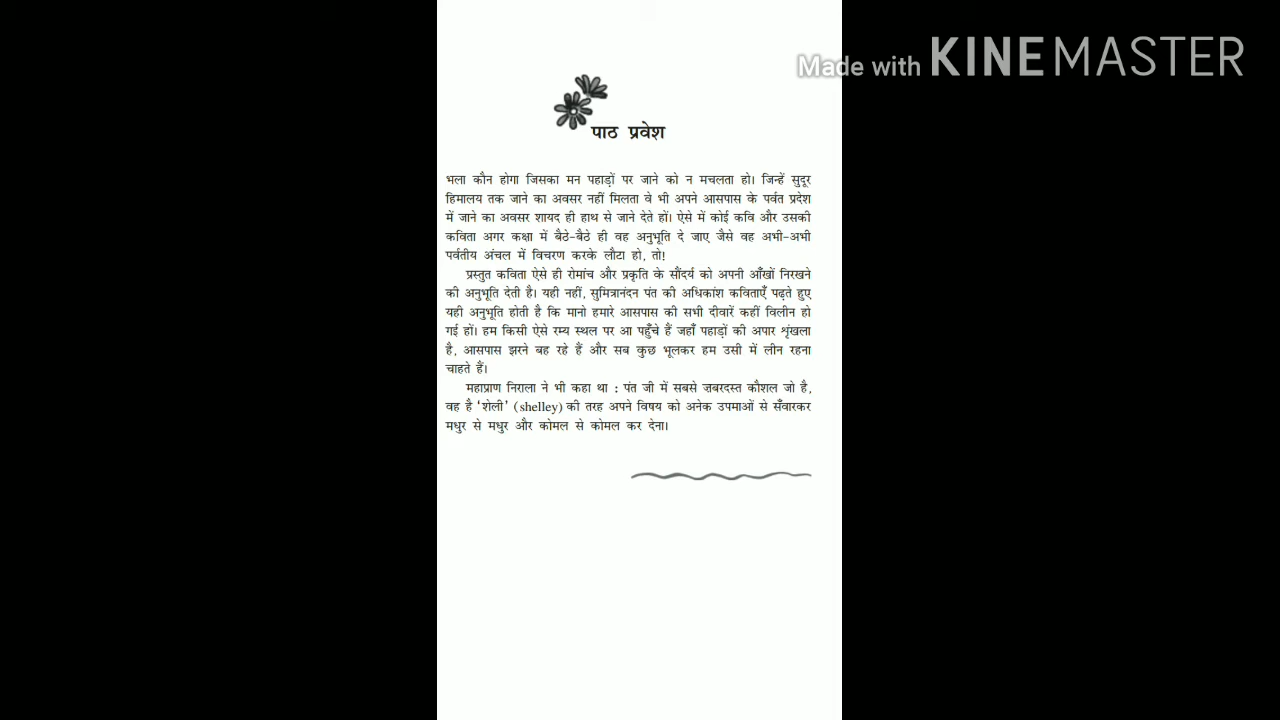 Made with KINEMASTER
पाठ प्रवेश
भला कौन होगा जिसका मन पहाड़ों पर जाने को न मचलता हो। जिन्हें सुदूर
हिमालय तक जाने का अवसर नहीं मिलता वे भी अपने आसपास के पर्वत प्रदेश
में जाने का अवसर शायद ही हाथ से जाने देते हों। ऐसे में कोई कवि और उसकी
कविता अगर कक्षा में बैठे-बैठे ही वह अनुभूति दे जाए जैसे वह अभी-अभी
पर्वतीय अंचल में विचरण करके लौटा हो, तो!
प्रस्तुत कविता ऐसे ही रोमांच और प्रकृति के सौंदर्य को अपनी आँखों निरखने
की अनुभूति देती है। यही नहीं, सुमित्रानंदन पंत की अधिकांश कविताएँ पढ़ते हुए
यही अनुभूति होती है कि मानो हमारे आसपास की सभी दीवारें कहीं विलीन हो
गई हों। हम किसी ऐसे रम्य स्थल पर आ पहुँचे हैं जहाँ पहाड़ों की अपार शृंखला
है, आसपास झरने बह रहे हैं और सब कुछ भूलकर हम उसी में लीन रहना
चाहते हैं।
महाप्राण निराला ने भी कहा था : पंत जी में सबसे ज़बरदस्त कौशल जो है,
वह है ‘शेली’ (shelley) की तरह अपने विषय को अनेक उपमाओं से सँवारकर
मधुर से मधुर और कोमल से कोमल कर देना।